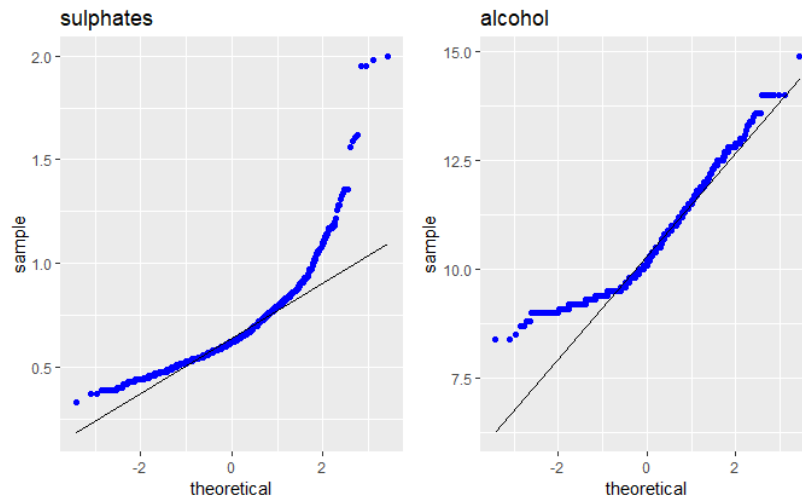 sulphates
2.0
1.5
1.0
0.5
sample
-2
0
2
theoretical
alcohol
15.0
12.5
10.0
7.5
sample
-2
0
2
theoretical